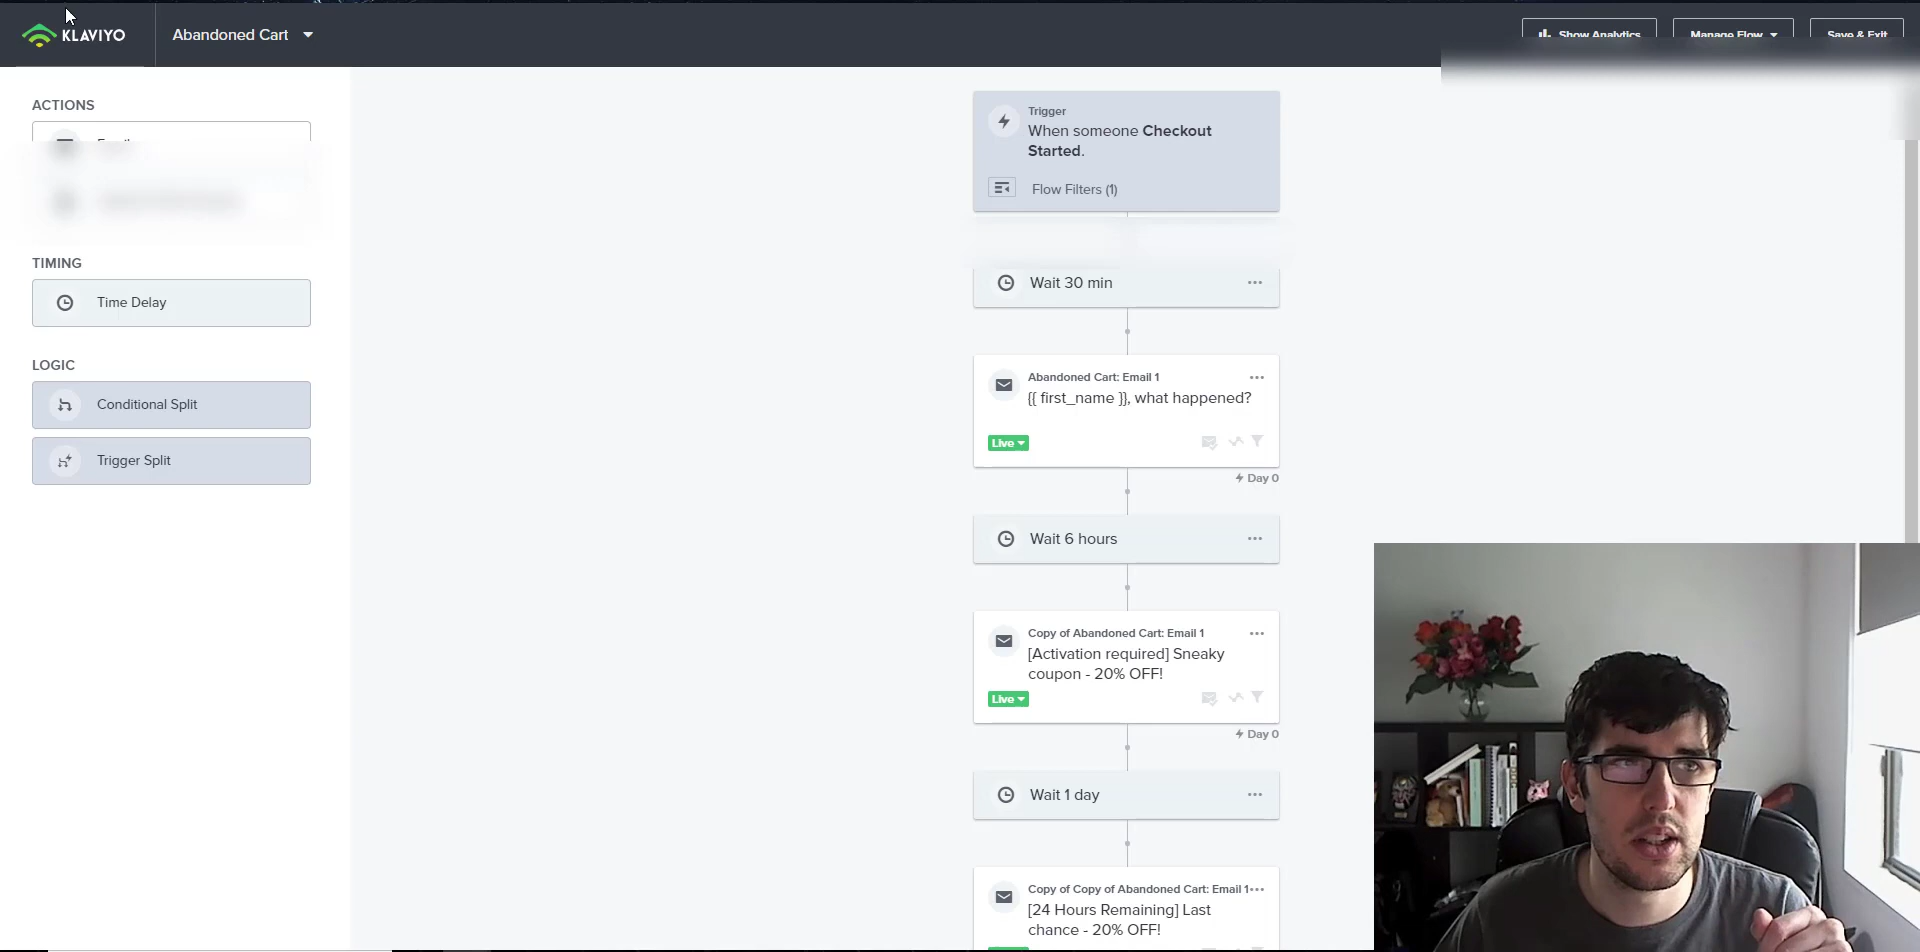 KLAVIYO
Abandoned Cart
Show Analytics
Manage Flow
Save & Exit
ACTIONS
TIMING
Time Delay
LOGIC
Conditional Split
Trigger Split
Trigger
When someone Checkout
Started.
Flow Filters (1)
Wait 30 min
Abandoned Cart: Email 1
{{ first_name }}, what happened?
Live
Day 0
Wait 6 hours
Copy of Abandoned Cart: Email 1
[Activation required] Sneaky
coupon - 20% OFF!
Live
Day 0
Wait 1 day
Copy of Copy of Abandoned Cart: Email 1
[24 Hours Remaining] Last
chance - 20% OFF!